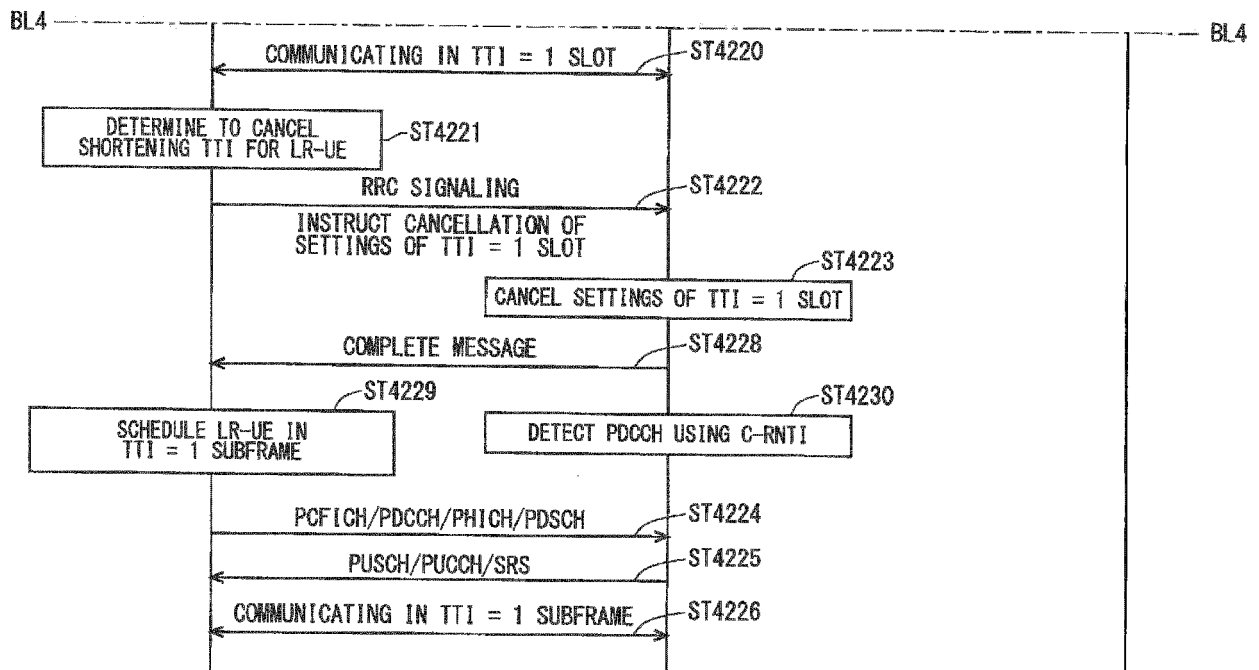 BL4
BL4
COMMUNICATING IN TTI = 1 SLOT
ST4220
DETERMINE TO CANCEL
SHORTENING TTI FOR LR-UE
ST4221
RRC SIGNALING
ST4222
INSTRUCT CANCELLATION OF
SETTINGS OF TTI = 1 SLOT
ST4223
CANCEL SETTINGS OF TTI = 1 SLOT
COMPLETE MESSAGE
ST4228
ST4229
ST4230
SCHEDULE LR-UE IN
TTI = 1 SUBFRAME
DETECT PDCCH USING C-RNTI
PCFICH/PDCCH/PHICH/PDSCH
ST4224
PUSCH/PUCCH/SRS
ST4225
COMMUNICATING IN TTI = 1 SUBFRAME
ST4226